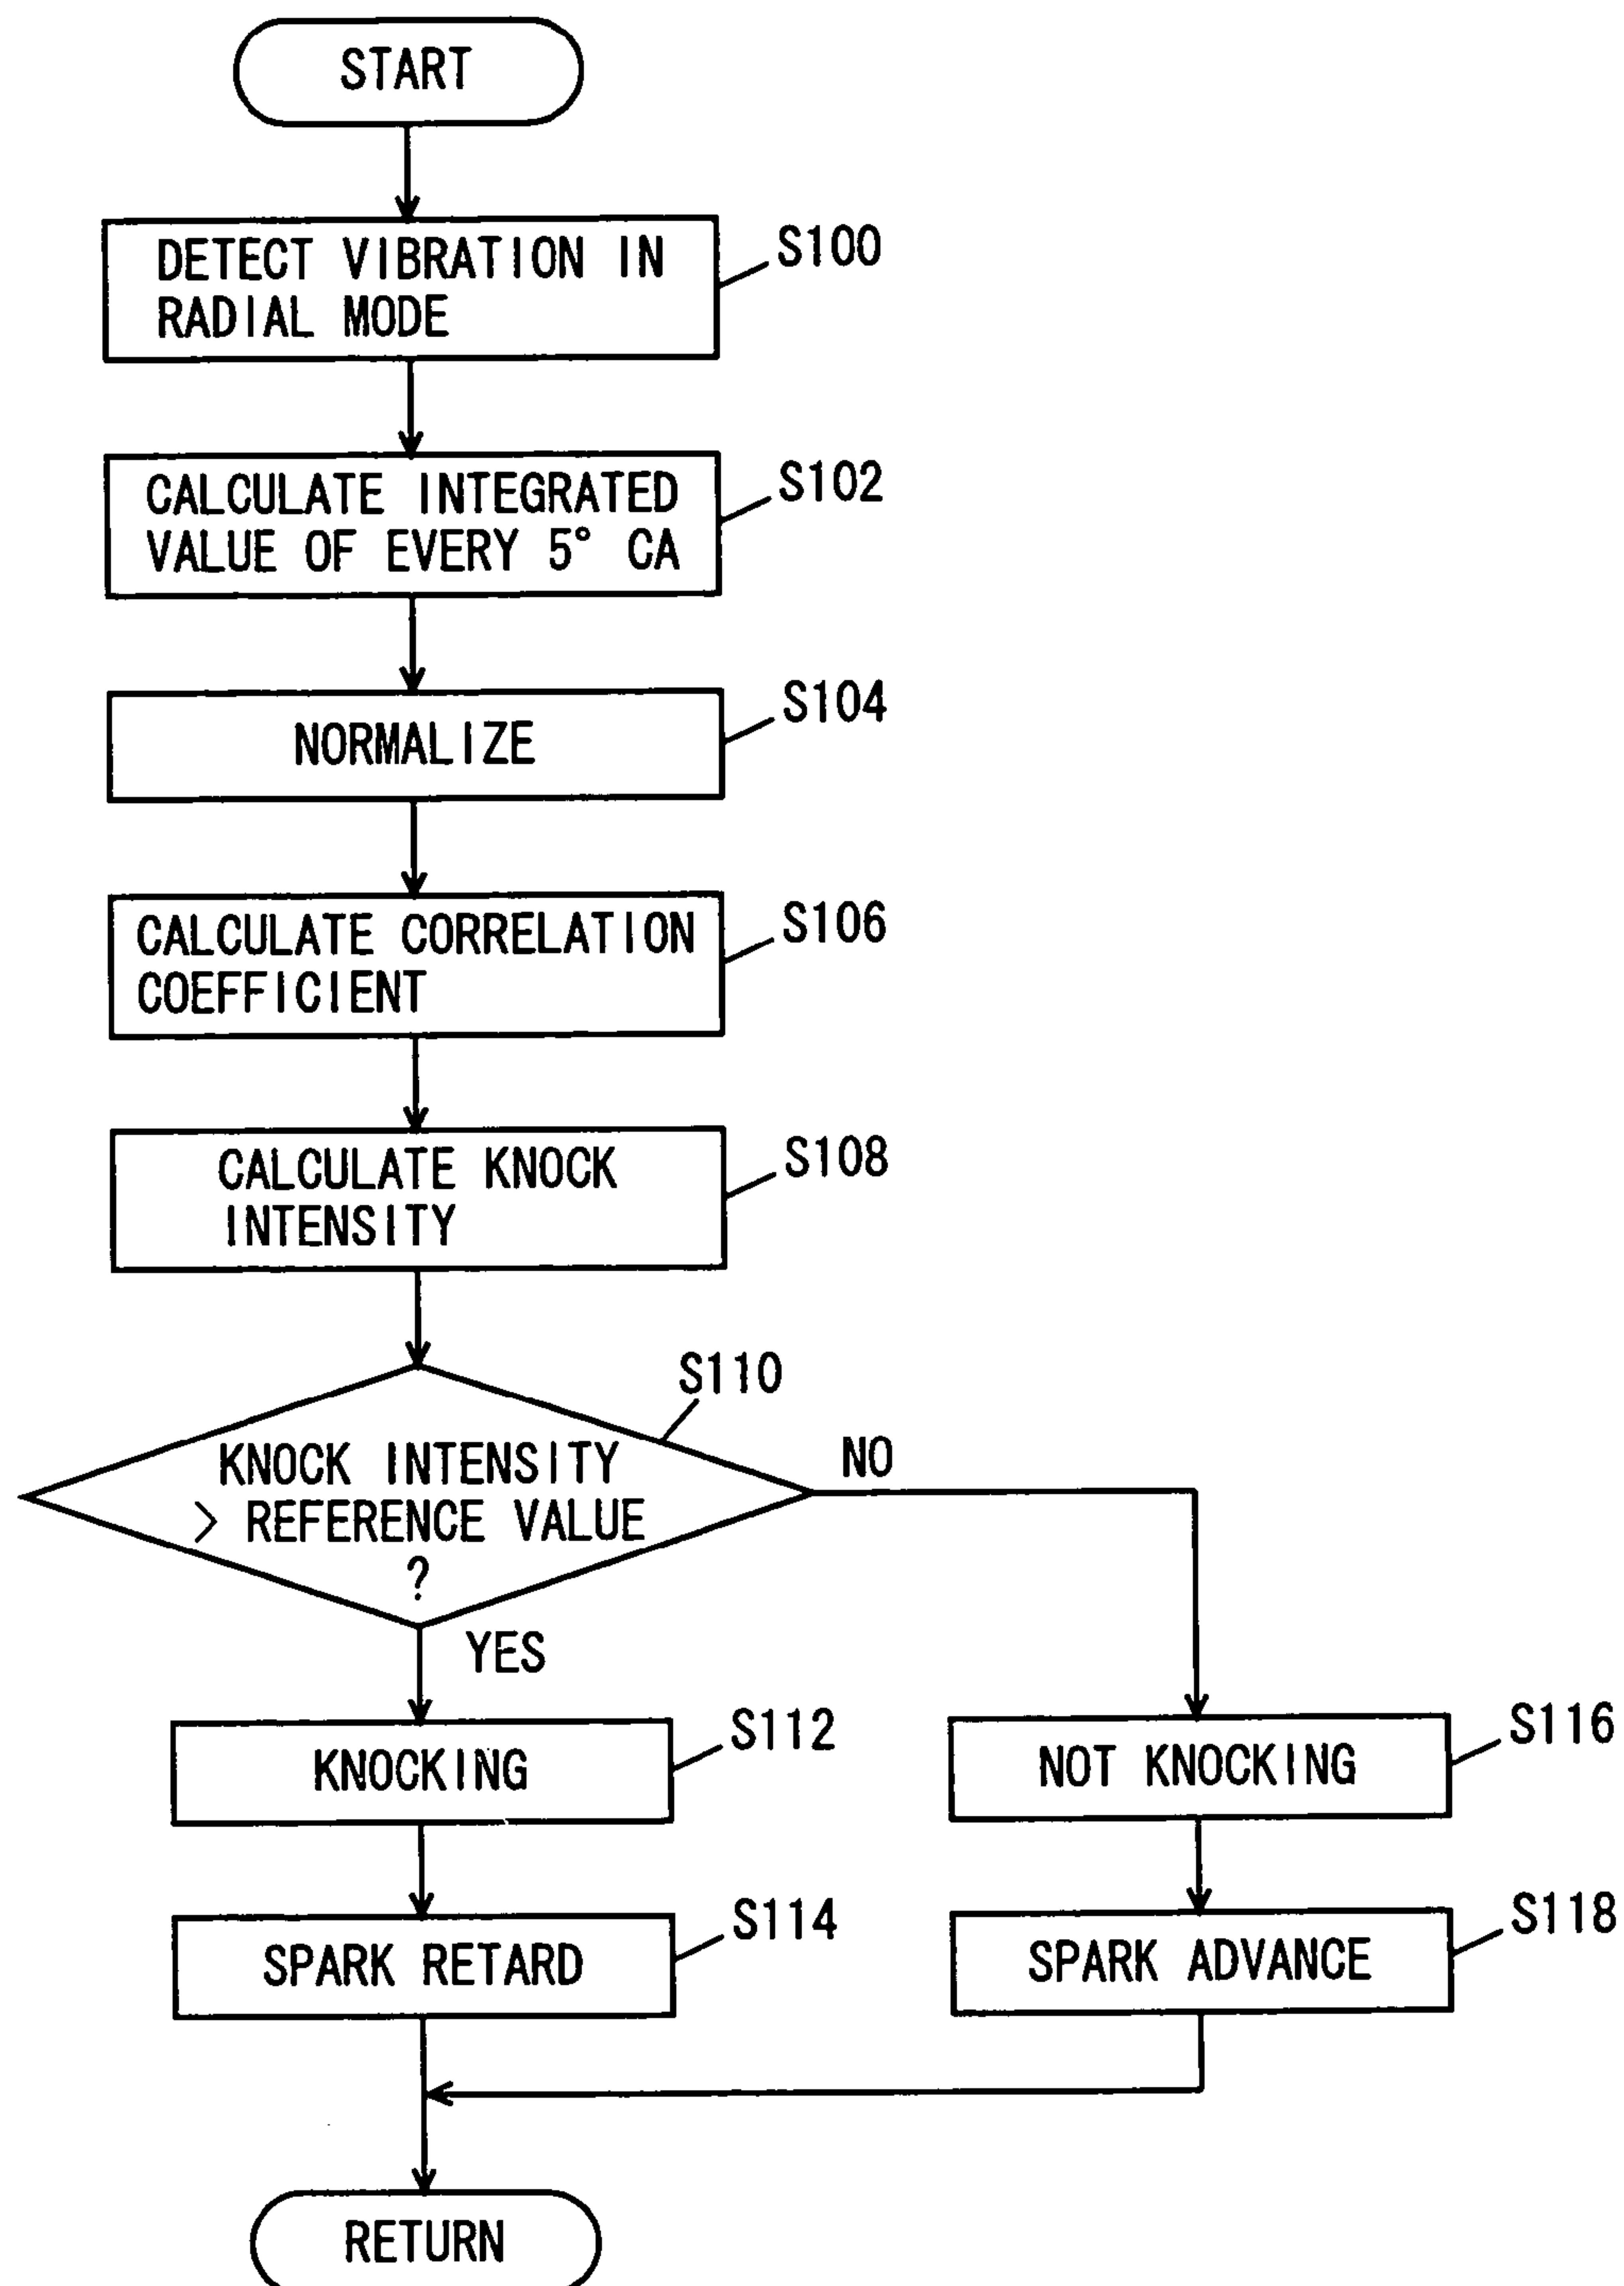 START
DETECT VIBRATION IN
RADIAL MODE
S100
CALCULATE INTEGRATED
VALUE OF EVERY 5° CA
S102
NORMALIZE
S104
CALCULATE CORRELATION
COEFFICIENT
S106
CALCULATE KNOCK
INTENSITY
S108
S110
KNOCK INTENSITY
> REFERENCE VALUE
?
NO
YES
KNOCKING
S112
NOT KNOCKING
S116
SPARK RETARD
S114
SPARK ADVANCE
S118
RETURN